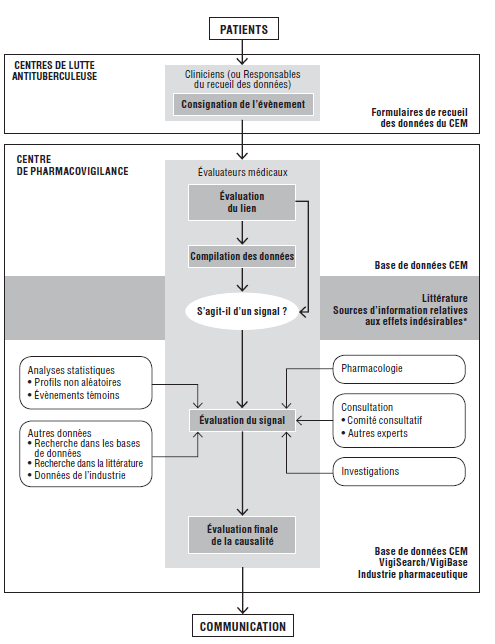 PATIENTS
CENTRES DE LUTTE
ANTITUBERCULEUSE
Cliniciens (ou Responsables
du recueil des données)
Consignation de l'évènement
Formulaires de recueil
des données du CEM
CENTRE
DE PHARMACOVIGILANCE
Évaluateurs médicaux
Évaluation
du lien
Compilation des données
Base de données CEM
S'agit-il d'un signal ?
Littérature
Sources d'information relatives
aux effets indésirables*
Analyses statistiques
• Profils non aléatoires
• Évènements témoins
Autres données
• Recherche dans les bases
de données
• Recherche dans la littérature
• Données de l'industrie
Évaluation du signal
Pharmacologie
Consultation
• Comité consultatif
• Autres experts
Investigations
Évaluation finale
de la causalité
Base de données CEM
VigiSearch/VigiBase
Industrie pharmaceutique
COMMUNICATION